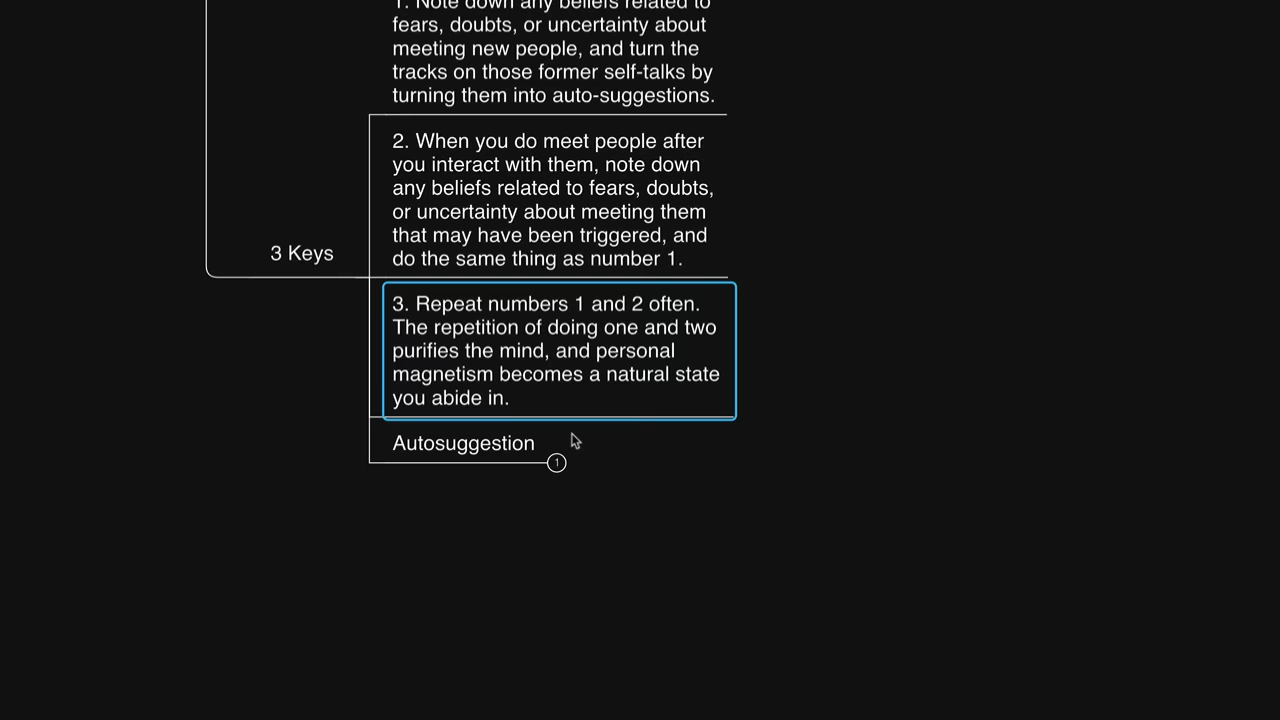 1. Note down any beliefs related to
fears, doubts, or uncertainty about
meeting new people, and turn the
tracks on those former self-talks by
turning them into auto-suggestions.
2. When you do meet people after
you interact with them, note down
any beliefs related to fears, doubts,
or uncertainty about meeting them
that may have been triggered, and
do the same thing as number 1.
3 Keys
3. Repeat numbers 1 and 2 often.
The repetition of doing one and two
purifies the mind, and personal
magnetism becomes a natural state
you abide in.
Autosuggestion
1